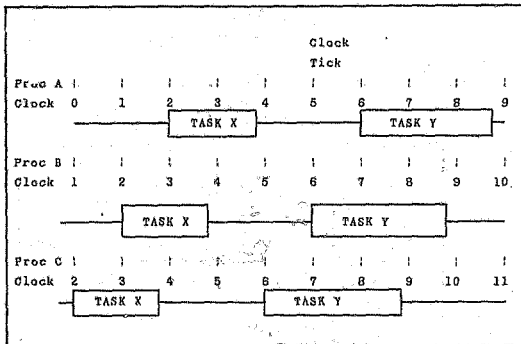 Clock
Tick
Proc A
Clock 0 1 2 3 4 5 6 7 8 9
TASK X TASK Y
Proc B
Clock 1 2 3 4 5 6 7 8 9 10
TASK X TASK Y
Proc C
Clock 2 3 4 5 6 7 8 9 10 11
TASK X TASK Y